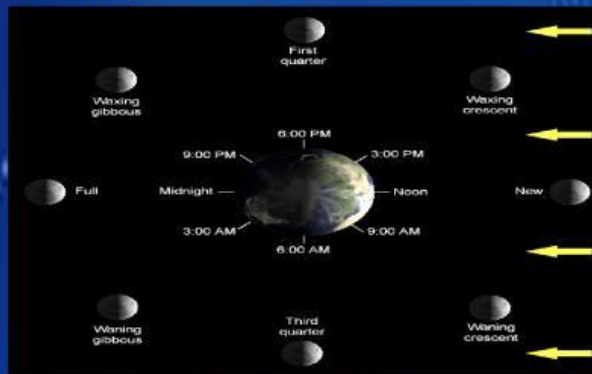 First
quarter
Waxing
gibbous
Waxing
crescent
6:00 PM
9:00 PM
3:00 PM
Full
Midnight
Noon
New
3:00 AM
9:00 AM
6:00 AM
Waning
gibbous
Third
quarter
Waning
crescent